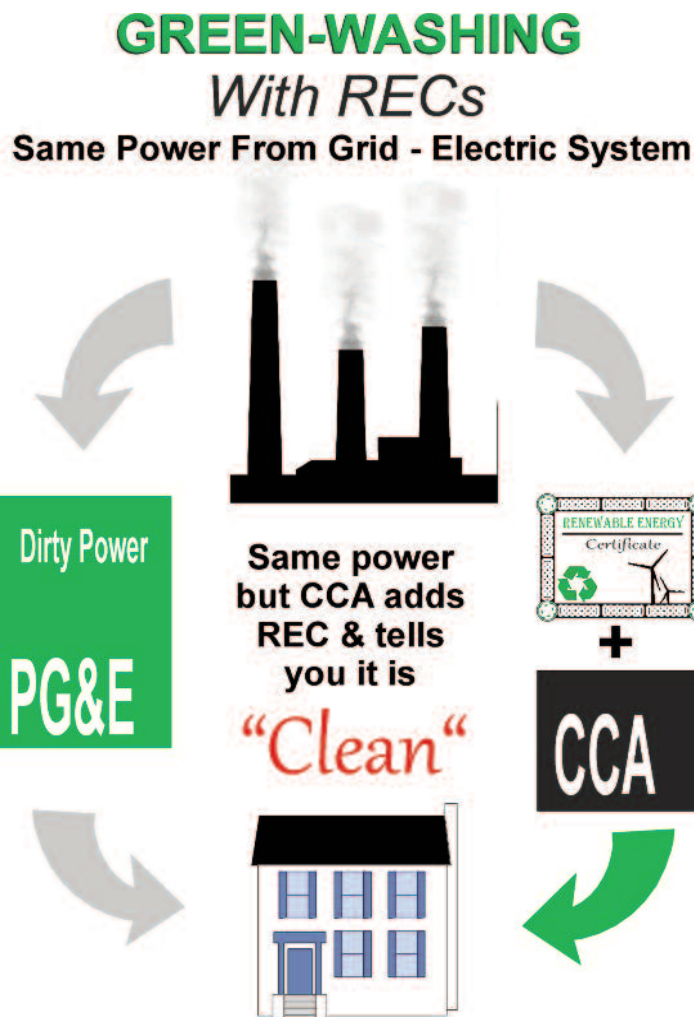 GREEN-WASHING
With RECs
Same Power From Grid - Electric System
Dirty Power
PG&E
Same power
but CCA adds
REC & tells
you it is
“Clean“
RENEWABLE ENERGY
Certificate
+
CCA